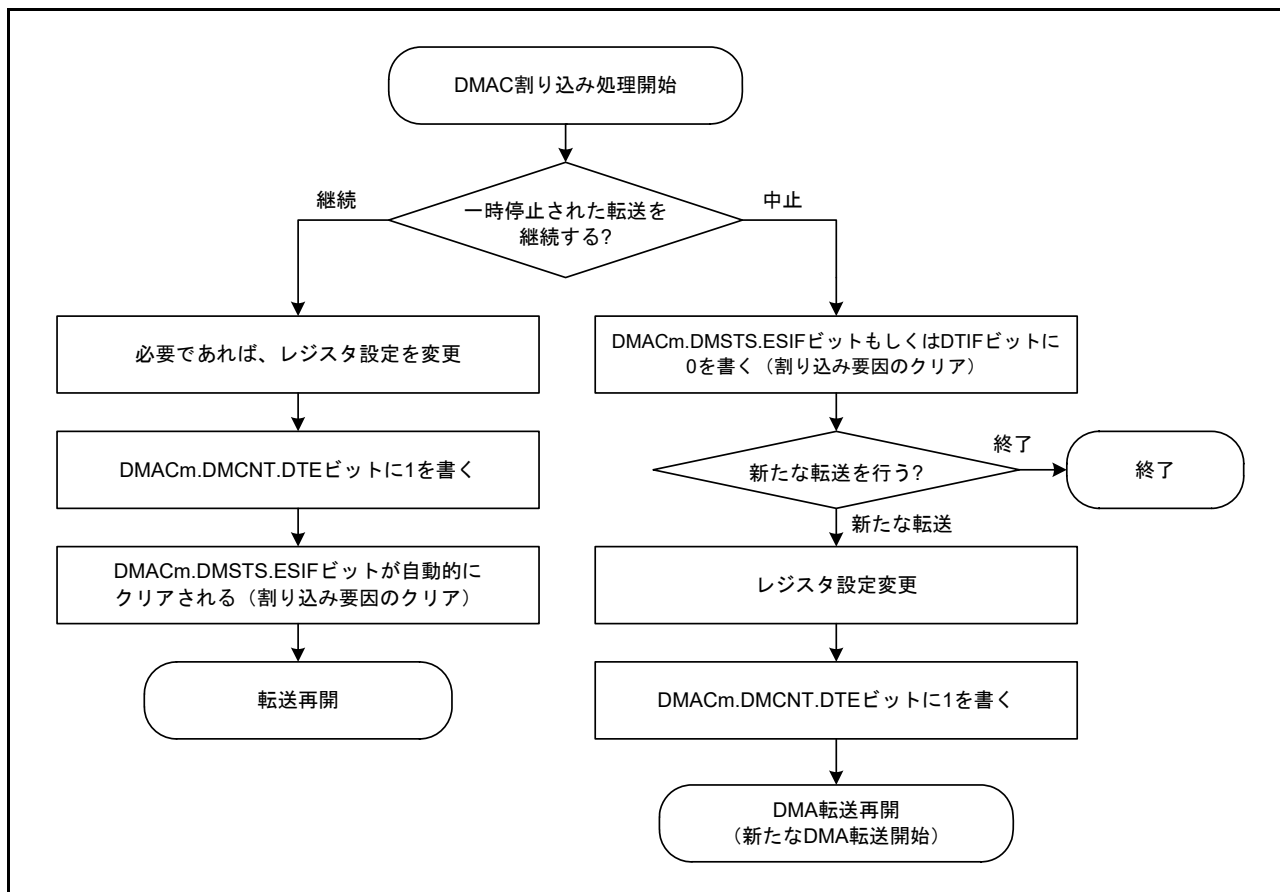 DMAC割り込み処理開始
一時停止された転送を
継続する?
継続
中止
必要であれば、レジスタ設定を変更
DMACm.DMCNT.DTEビットに1を書く
DMACm.DMSTS.ESIFビットが自動的に
クリアされる（割り込み要因のクリア）
転送再開
DMACm.DMSTS.ESIFビットもしくはDTIFビットに
0を書く（割り込み要因のクリア）
新たな転送を行う?
終了
終了
新たな転送
レジスタ設定変更
DMACm.DMCNT.DTEビットに1を書く
DMA転送再開
（新たなDMA転送開始）